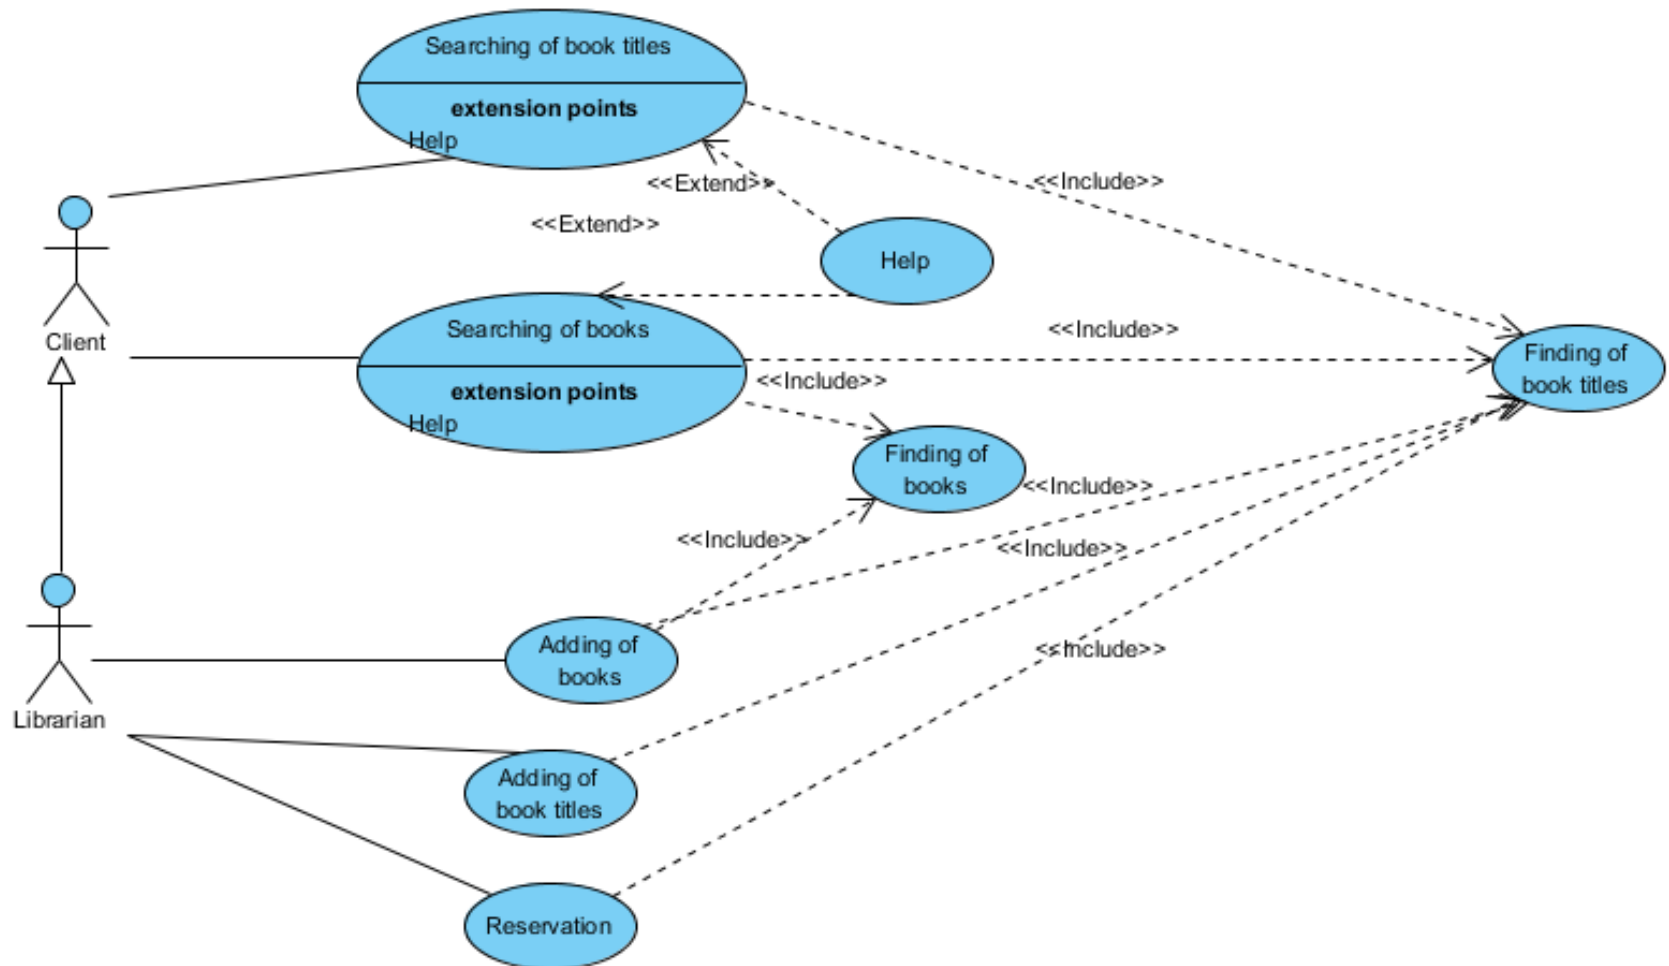 Searching of book titles
extension points
Help
<<Extend>>
<<Include>>
<<Extend>>
Help
Client
Searching of books
<<Include>>
extension points
Help
<<Include>>
Finding of
book titles
Finding of
books
<<Include>>
<<Include>>
<<Include>>
Adding of
books
<<Include>>
Librarian
Adding of
book titles
Reservation